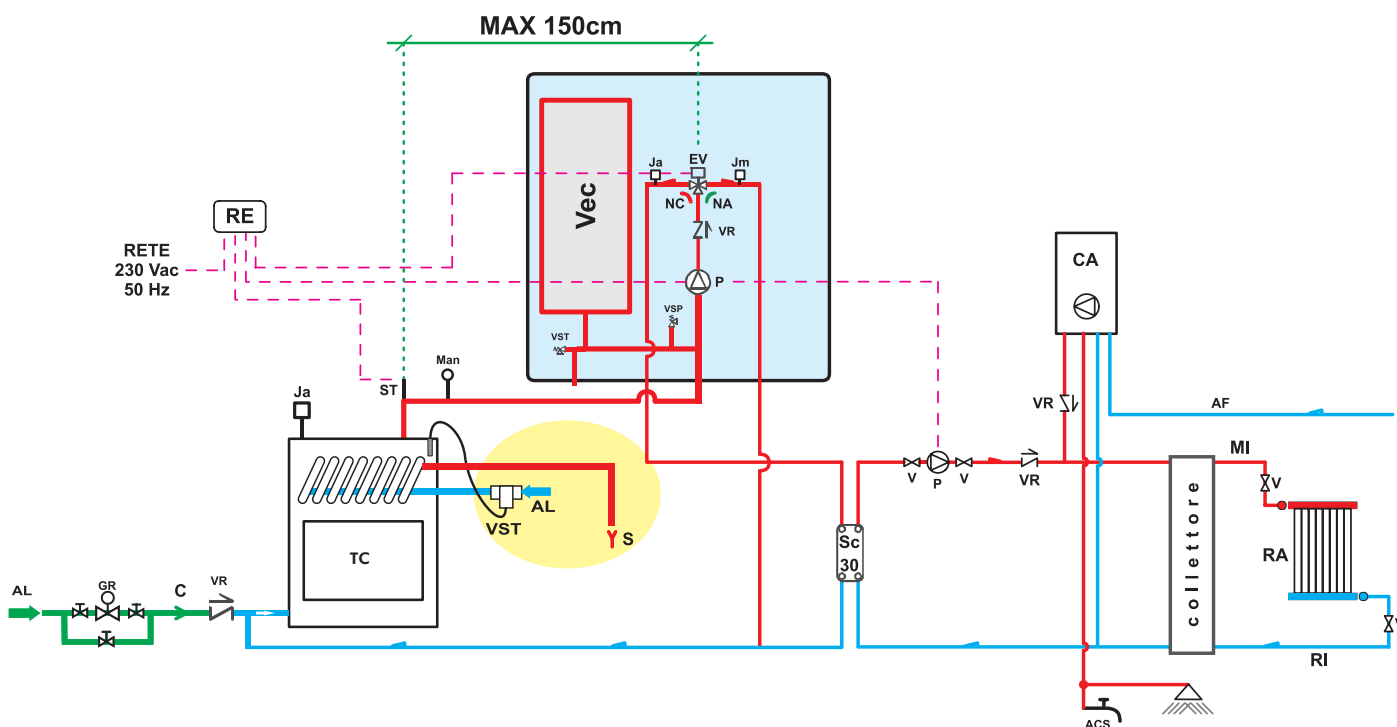 MAX 150cm
Vec
Ja
EV
Jm
NC
NA
VR
P
VSP
VST
RE
RETE
230 Vac
50 Hz
ST
Man
Ja
AL
VST
S
TC
AL
GR
C
VR
Sc
30
V
P
V
VR
VR
CA
AF
MI
V
RA
V
RI
collettore
ACS